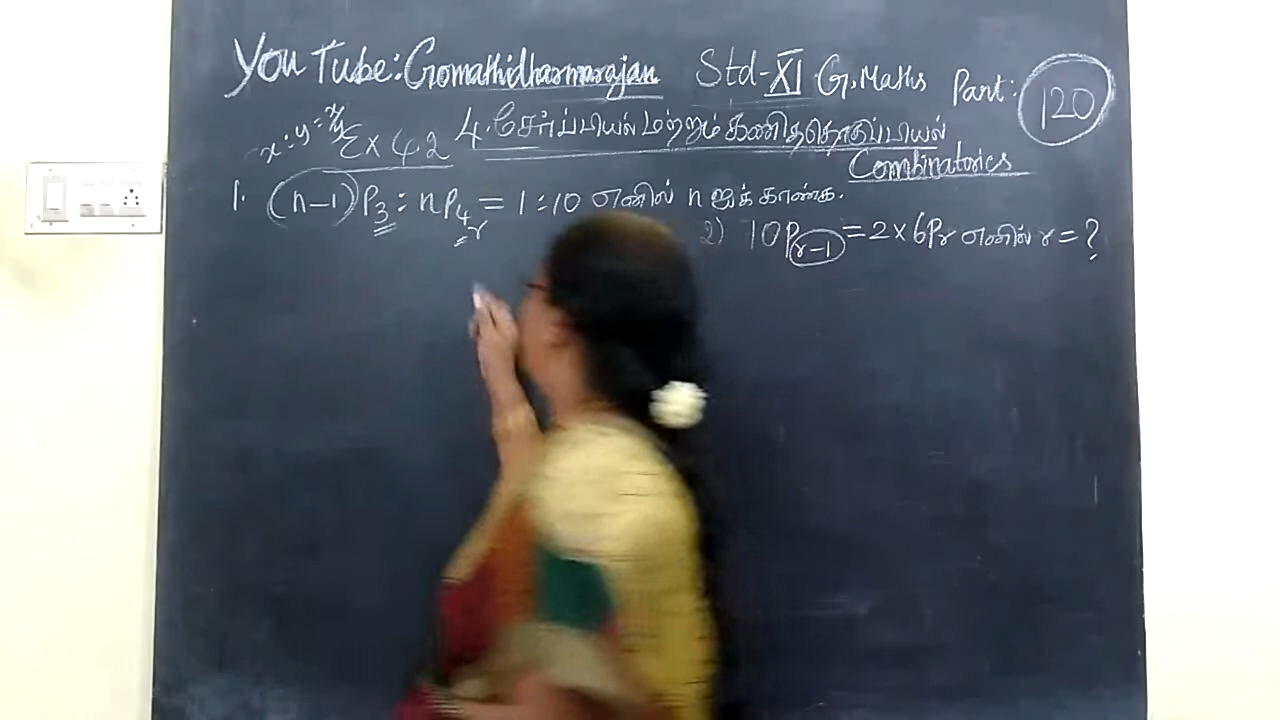 You Tube: Gomathidharmarajan Std-XI G.Maths Part: 120
x:y = x/y Ex 4.2 4. சேர்ப்பியல் மற்றும் கணிததொகுப்பியல்
Combinatorics
1. (n-1)P₃ : nP₄ = 1:10 எனில் n ஐக் காண்க.
r
2) 10P r-1 = 2×6Pr எனில் r = ?